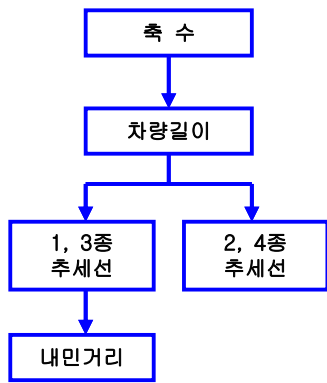 축 수
차량길이
1, 3종
추세선
2, 4종
추세선
내민거리